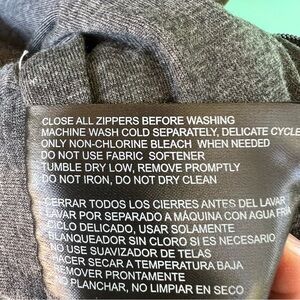 CLOSE ALL ZIPPERS BEFORE WASHING
MACHINE WASH COLD SEPARATELY, DELICATE CYCLE
ONLY NON-CHLORINE BLEACH WHEN NEEDED
DO NOT USE FABRIC SOFTENER
TUMBLE DRY LOW, REMOVE PROMPTLY
DO NOT IRON, DO NOT DRY CLEAN
CERRAR TODOS LOS CIERRES ANTES DEL LAVAR
LAVAR POR SEPARADO A MÁQUINA CON AGUA FRIA
CICLO DELICADO, USAR SOLAMENTE
BLANQUEADOR SIN CLORO SI ES NECESARIO
NO USE SUAVIZADOR DE TELAS
HACER SECAR A TEMPERATURA BAJA
REMOVER PRONTAMENTE
NO PLANCHAR, NO LIMPIAR EN SECO